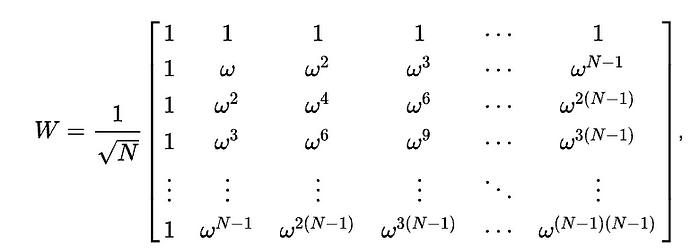 W = \frac{1}{\sqrt{N}} \begin{bmatrix} 1 & 1 & 1 & 1 & \cdots & 1 \\ 1 & \omega & \omega^2 & \omega^3 & \cdots & \omega^{N-1} \\ 1 & \omega^2 & \omega^4 & \omega^6 & \cdots & \omega^{2(N-1)} \\ 1 & \omega^3 & \omega^6 & \omega^9 & \cdots & \omega^{3(N-1)} \\ \vdots & \vdots & \vdots & \vdots & \ddots & \vdots \\ 1 & \omega^{N-1} & \omega^{2(N-1)} & \omega^{3(N-1)} & \cdots & \omega^{(N-1)(N-1)} \end{bmatrix},